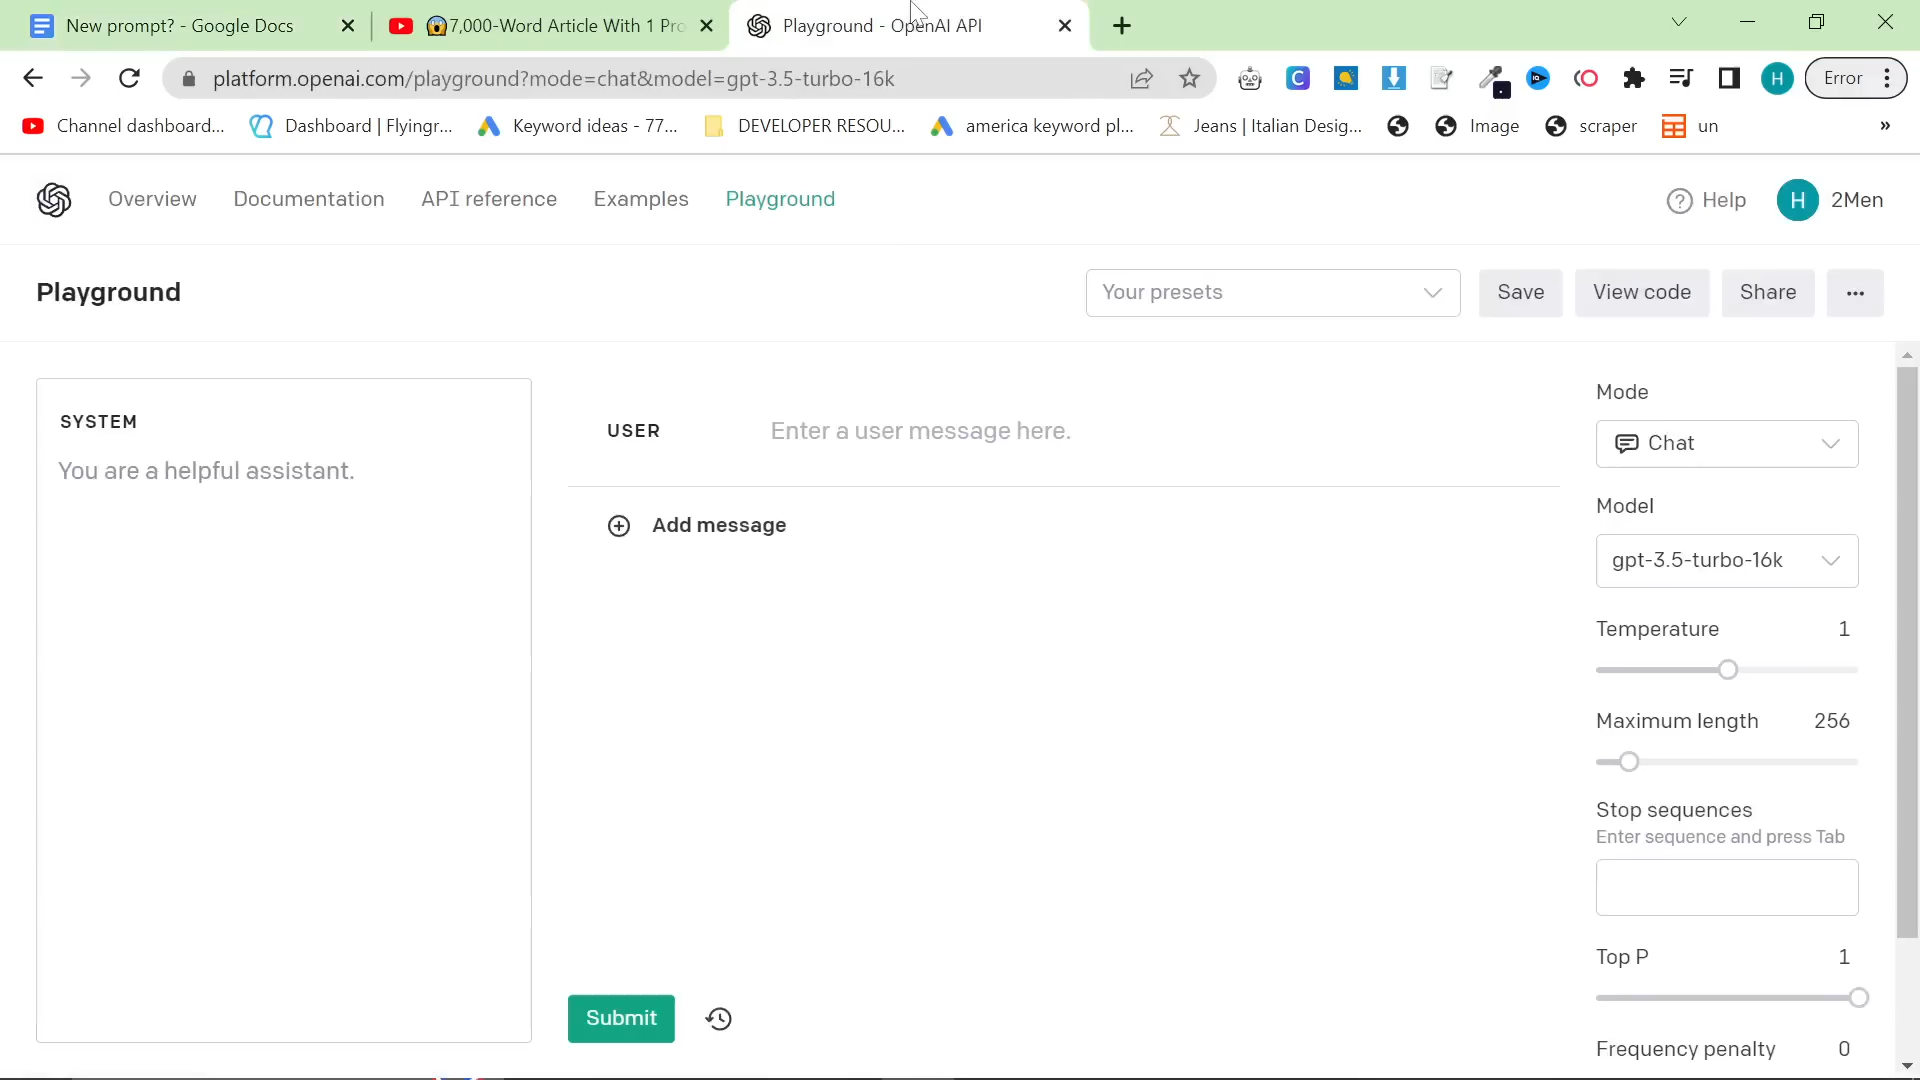 New prompt? - Google Docs
😱7,000-Word Article With 1 Pro
Playground - OpenAI API
platform.openai.com/playground?mode=chat&model=gpt-3.5-turbo-16k
H
Error
Channel dashboard...
Dashboard | Flyingr...
Keyword ideas - 77...
DEVELOPER RESOU...
america keyword pl...
Jeans | Italian Desig...
Image
scraper
un
»
Overview
Documentation
API reference
Examples
Playground
Help
H
2Men
Playground
Your presets
Save
View code
Share
...
SYSTEM
You are a helpful assistant.
USER
Enter a user message here.
Add message
Submit
Mode
Chat
Model
gpt-3.5-turbo-16k
Temperature 1
Maximum length 256
Stop sequences
Enter sequence and press Tab
Top P 1
Frequency penalty 0